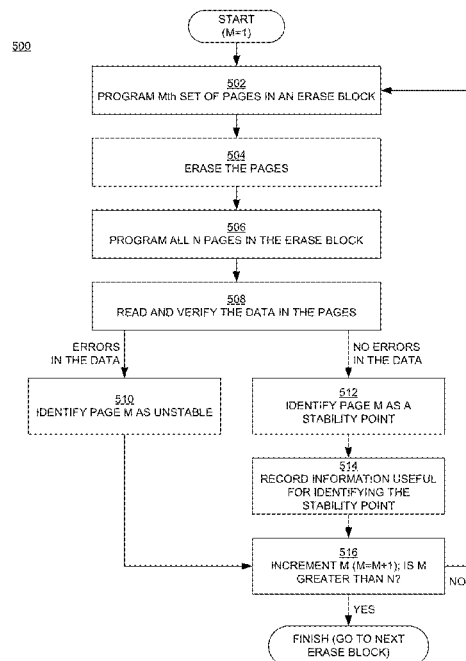 START
(M=1)
500
502
PROGRAM Mth SET OF PAGES IN AN ERASE BLOCK
504
ERASE THE PAGES
506
PROGRAM ALL N PAGES IN THE ERASE BLOCK
508
READ AND VERIFY THE DATA IN THE PAGES
ERRORS
IN THE DATA
NO ERRORS
IN THE DATA
510
IDENTIFY PAGE M AS UNSTABLE
512
IDENTIFY PAGE M AS A
STABILITY POINT
514
RECORD INFORMATION USEFUL
FOR IDENTIFYING THE
STABILITY POINT
516
INCREMENT M (M=M+1); IS M
GREATER THAN N?
NO
YES
FINISH (GO TO NEXT
ERASE BLOCK)